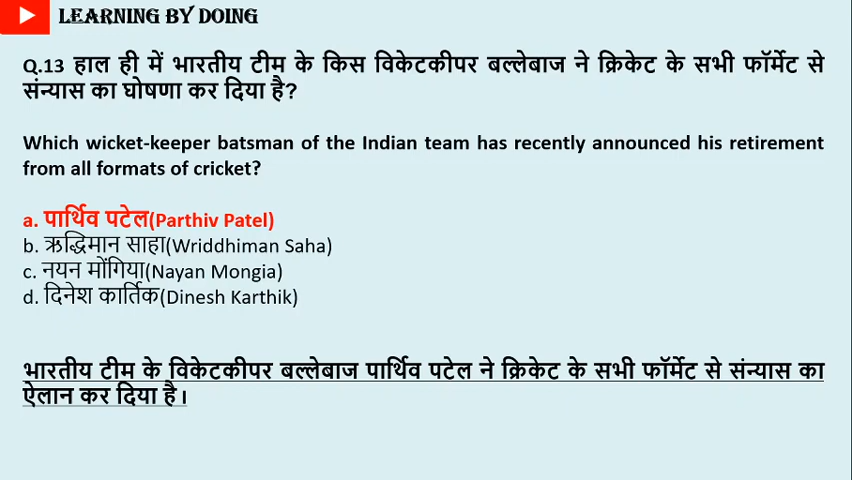 LEARNING BY DOING
Q.13 हाल ही में भारतीय टीम के किस विकेटकीपर बल्लेबाज ने क्रिकेट के सभी फॉर्मेट से
संन्यास का घोषणा कर दिया है?
Which wicket-keeper batsman of the Indian team has recently announced his retirement
from all formats of cricket?
a. पार्थिव पटेल(Parthiv Patel)
b. ऋद्धिमान साहा(Wriddhiman Saha)
c. नयन मोंगिया(Nayan Mongia)
d. दिनेश कार्तिक(Dinesh Karthik)
भारतीय टीम के विकेटकीपर बल्लेबाज पार्थिव पटेल ने क्रिकेट के सभी फॉर्मेट से संन्यास का
ऐलान कर दिया है।